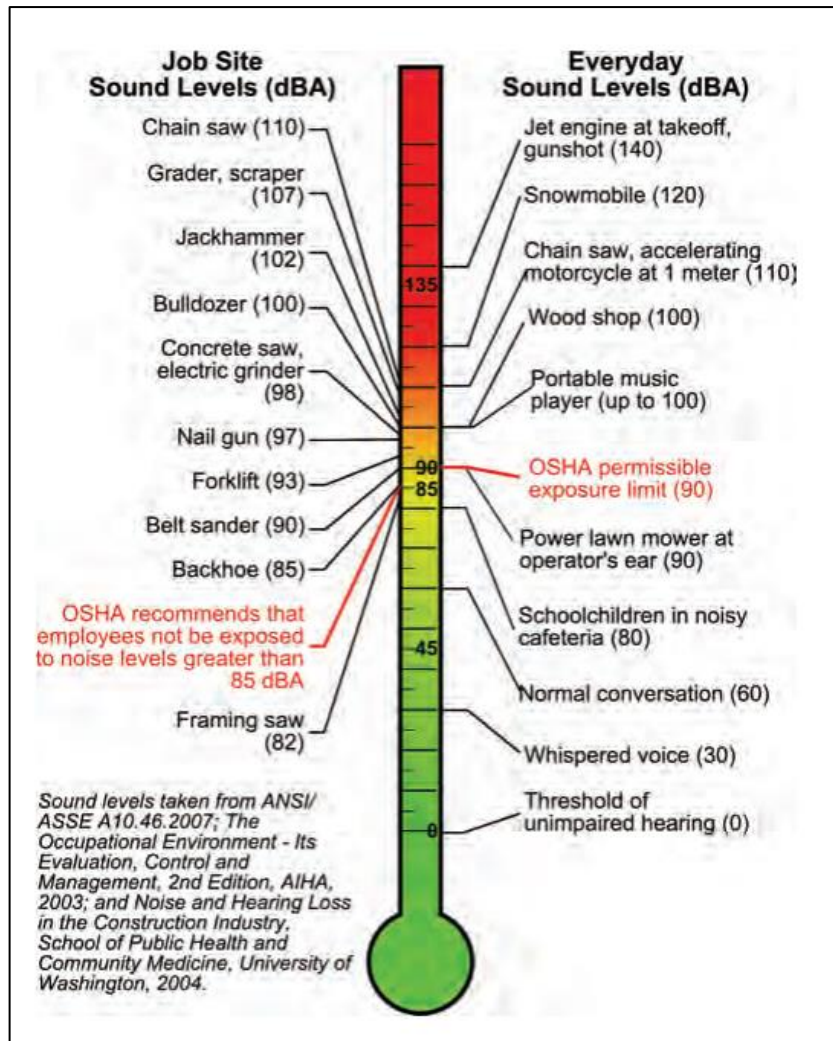 Job Site
Sound Levels (dBA)
Chain saw (110)
Grader, scraper
(107)
Jackhammer
(102)
Bulldozer (100)
Concrete saw,
electric grinder
(98)
Nail gun (97)
Forklift (93)
Belt sander (90)
Backhoe (85)
OSHA recommends that
employees not be exposed
to noise levels greater than
85 dBA
Framing saw
(82)
Sound levels taken from ANSI/
ASSE A10.46.2007; The
Occupational Environment - Its
Evaluation, Control and
Management, 2nd Edition, AIHA,
2003; and Noise and Hearing Loss
in the Construction Industry,
School of Public Health and
Community Medicine, University of
Washington, 2004.
135
90
85
45
0
Everyday
Sound Levels (dBA)
Jet engine at takeoff,
gunshot (140)
Snowmobile (120)
Chain saw, accelerating
motorcycle at 1 meter (110)
Wood shop (100)
Portable music
player (up to 100)
OSHA permissible
exposure limit (90)
Power lawn mower at
operator's ear (90)
Schoolchildren in noisy
cafeteria (80)
Normal conversation (60)
Whispered voice (30)
Threshold of
unimpaired hearing (0)